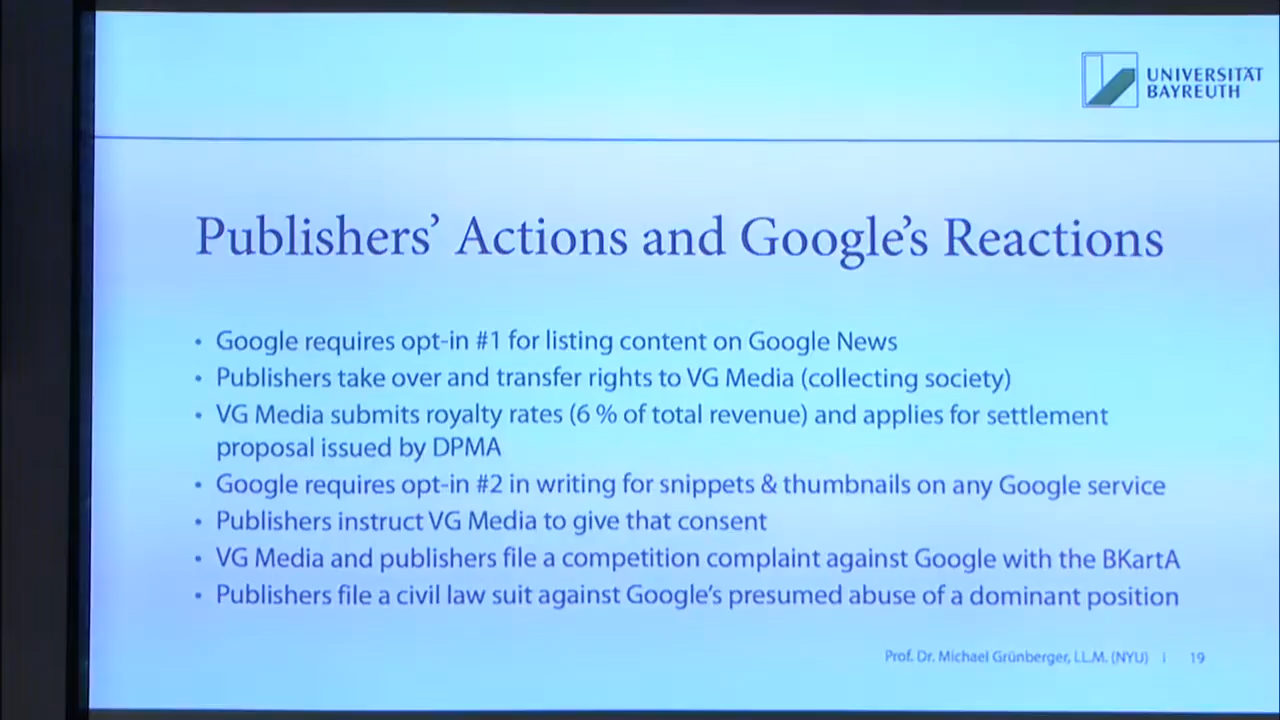 UNIVERSITÄT
BAYREUTH
Publishers’ Actions and Google’s Reactions
• Google requires opt-in #1 for listing content on Google News
• Publishers take over and transfer rights to VG Media (collecting society)
• VG Media submits royalty rates (6 % of total revenue) and applies for settlement
proposal issued by DPMA
• Google requires opt-in #2 in writing for snippets & thumbnails on any Google service
• Publishers instruct VG Media to give that consent
• VG Media and publishers file a competition complaint against Google with the BKartA
• Publishers file a civil law suit against Google’s presumed abuse of a dominant position
Prof. Dr. Michael Grünberger, LL.M. (NYU) | 19